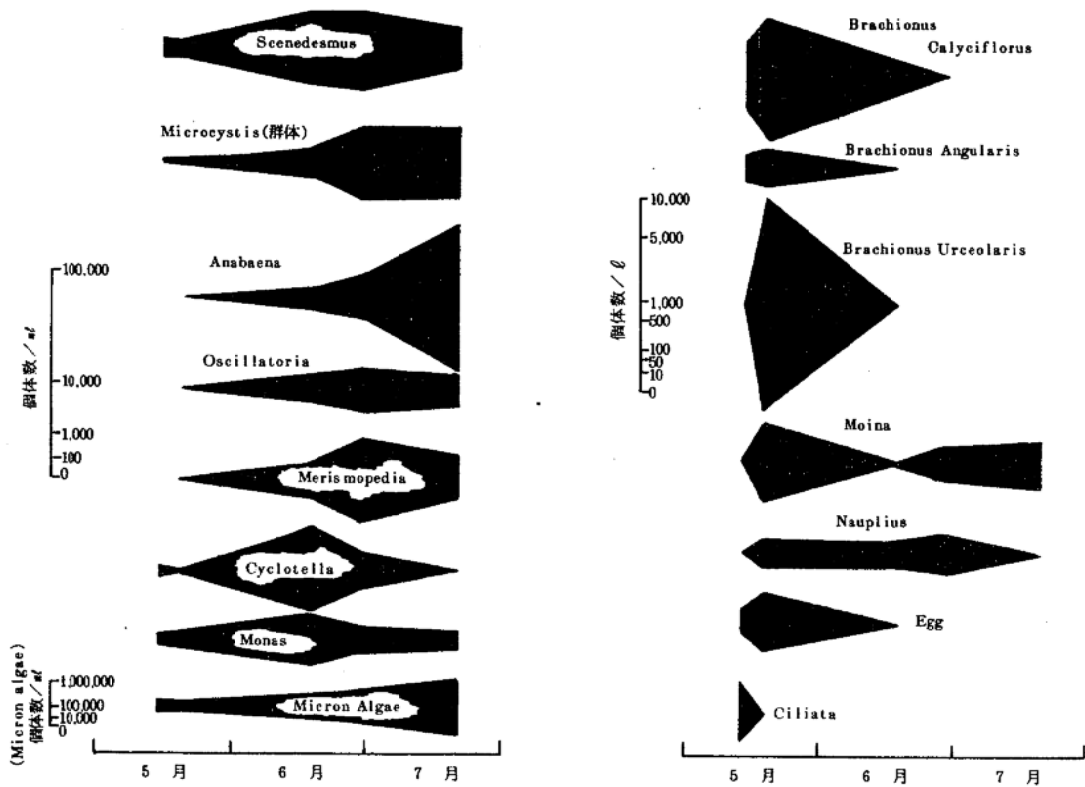 Scenedesmus
Microcystis(群体)
Anabaena
Oscillatoria
Merismopedia
Cyclotella
Monas
Micron Algae
個体数/ml
100,000
10,000
1,000
100
0
(Micron algae)
個体数/ml
1,000,000
100,000
10,000
0
5 月
6 月
7 月
Brachionus
Calyciflorus
Brachionus Angularis
Brachionus Urceolaris
Moina
Nauplius
Egg
Ciliata
個体数/ℓ
10,000
5,000
1,000
500
100
50
10
0
5 月
6 月
7 月